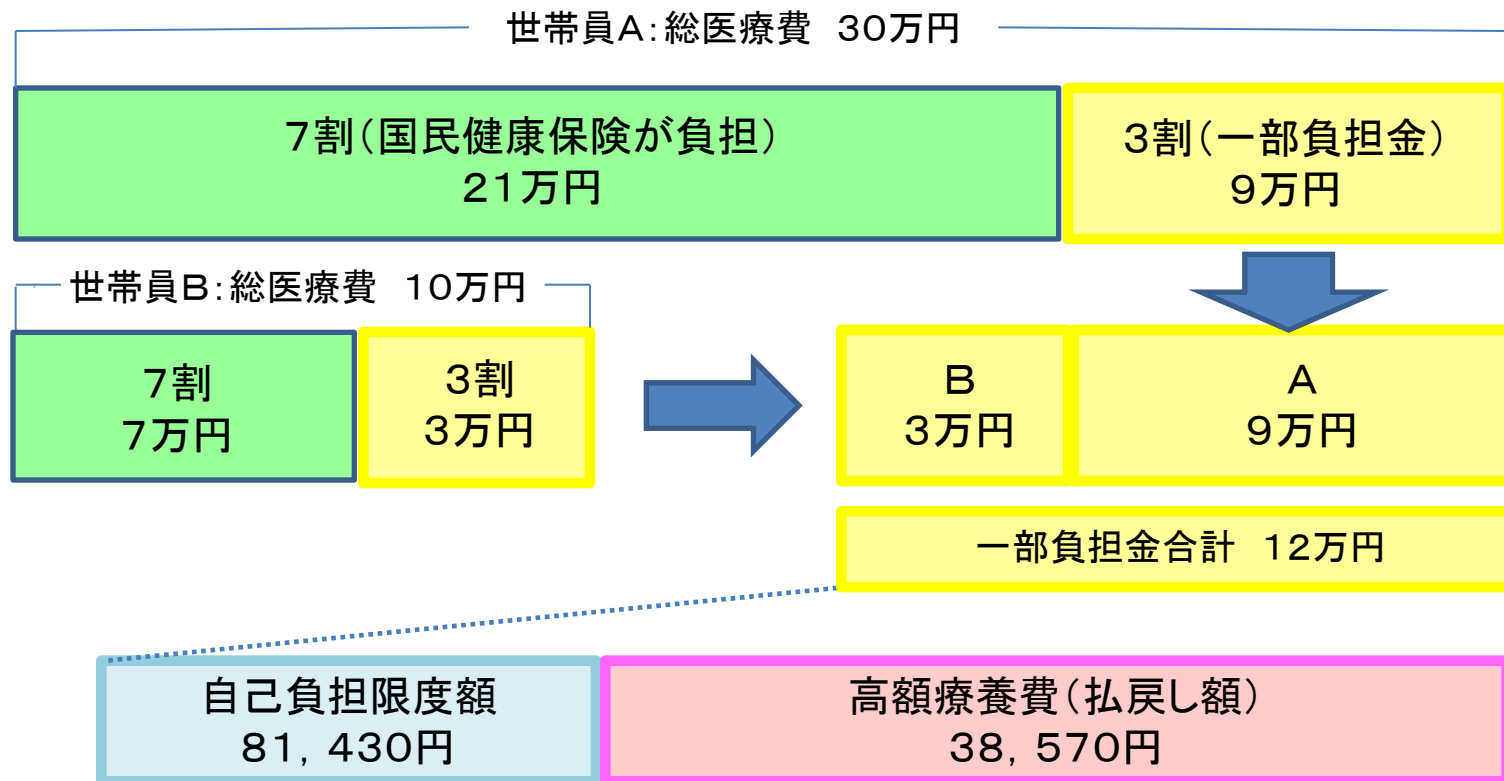 世帯員A：総医療費　３０万円
７割（国民健康保険が負担）
２１万円
３割（一部負担金）
９万円
世帯員B：総医療費　１０万円
７割
７万円
３割
３万円
B
３万円
A
９万円
一部負担金合計　１２万円
自己負担限度額
８１，４３０円
高額療養費（払戻し額）
３８，５７０円